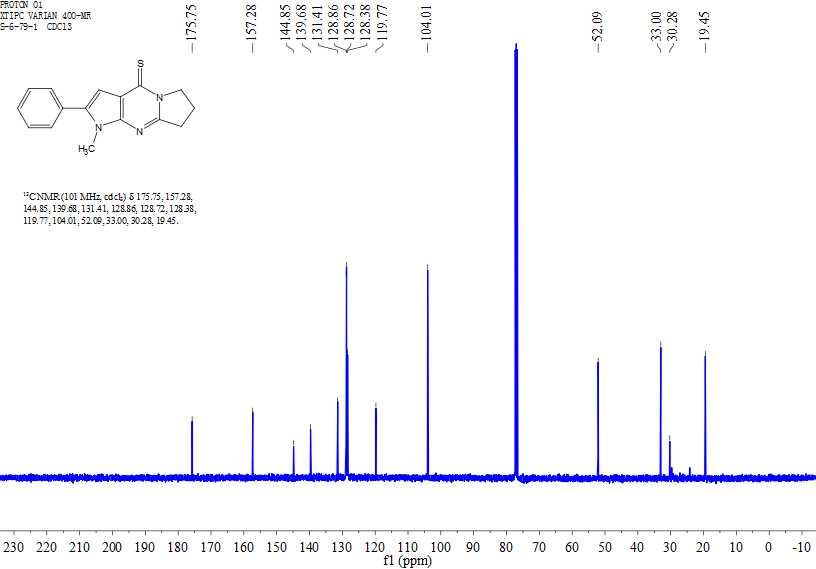 PROTON 01
XTIPC VARIAN 400-MR
S-6-79-1 CDCl3
175.75
157.28
144.85
139.68
131.41
128.86
128.72
128.38
119.77
104.01
52.09
33.00
30.28
19.45
S
N
N
N
H₃C
¹³C NMR (101 MHz, cdcl₃) δ 175.75, 157.28,
144.85, 139.68, 131.41, 128.86, 128.72, 128.38,
119.77, 104.01, 52.09, 33.00, 30.28, 19.45.
230 220 210 200 190 180 170 160 150 140 130 120 110 100 90 80 70 60 50 40 30 20 10 0 -10
f1 (ppm)